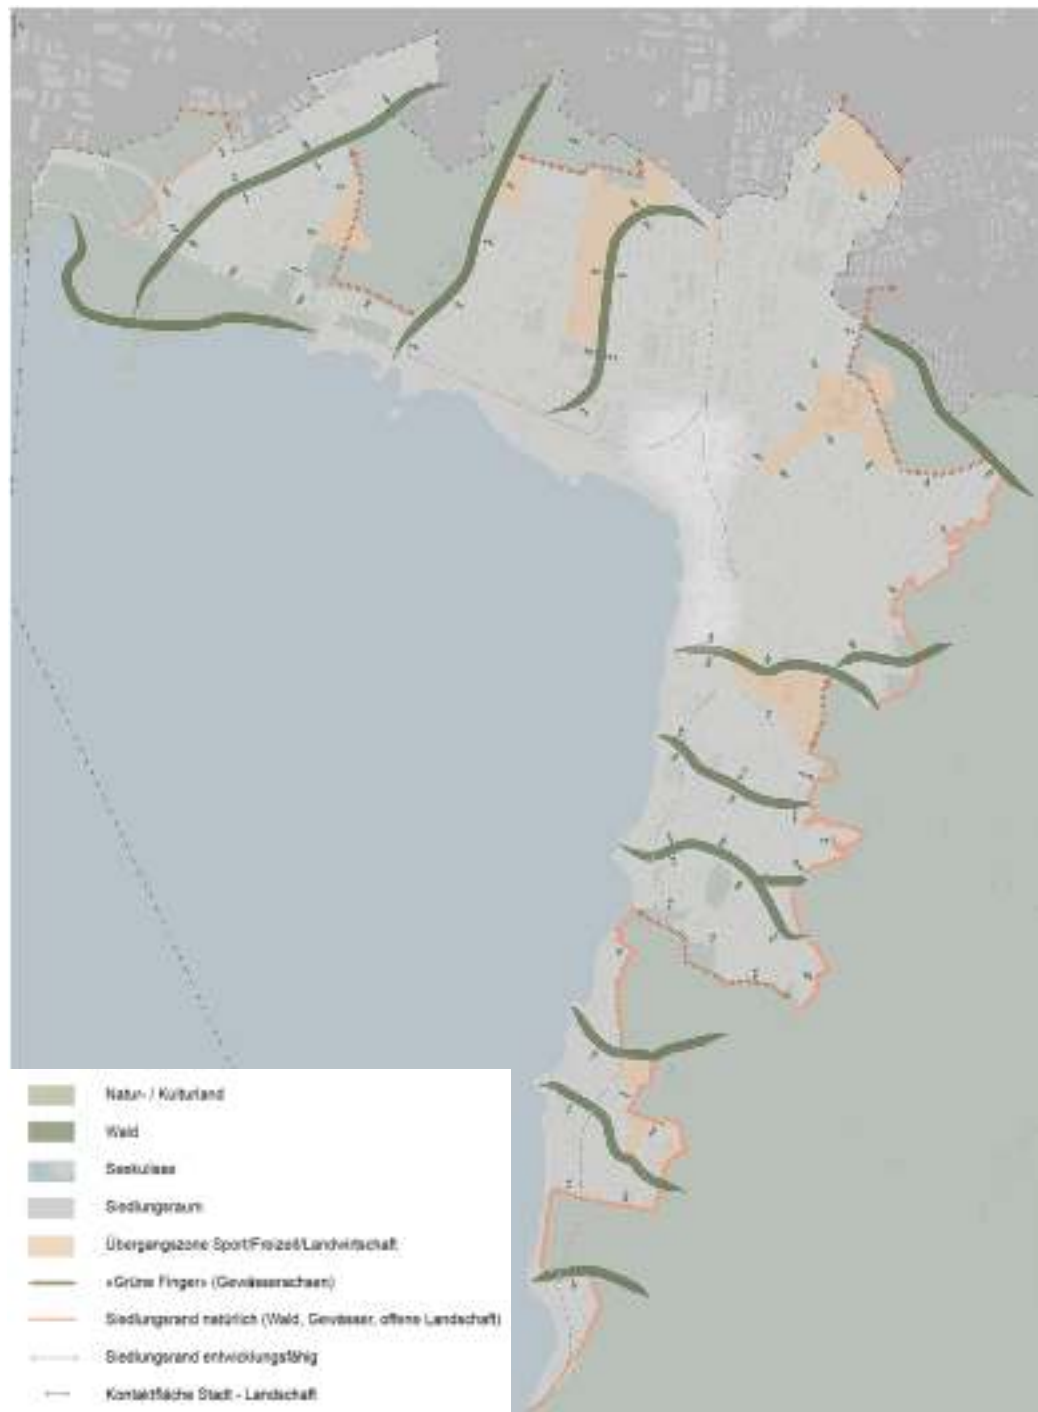 Natur- / Kulturland
Wald
Seekulisse
Siedlungsraum
Übergangszone Sport/Freizeit/Landwirtschaft
«Grüne Finger» (Gewässerachsen)
Siedlungsrand natürlich (Wald, Gewässer, offene Landschaft)
Siedlungsrand entwicklungsfähig
Kontaktfläche Stadt - Landschaft